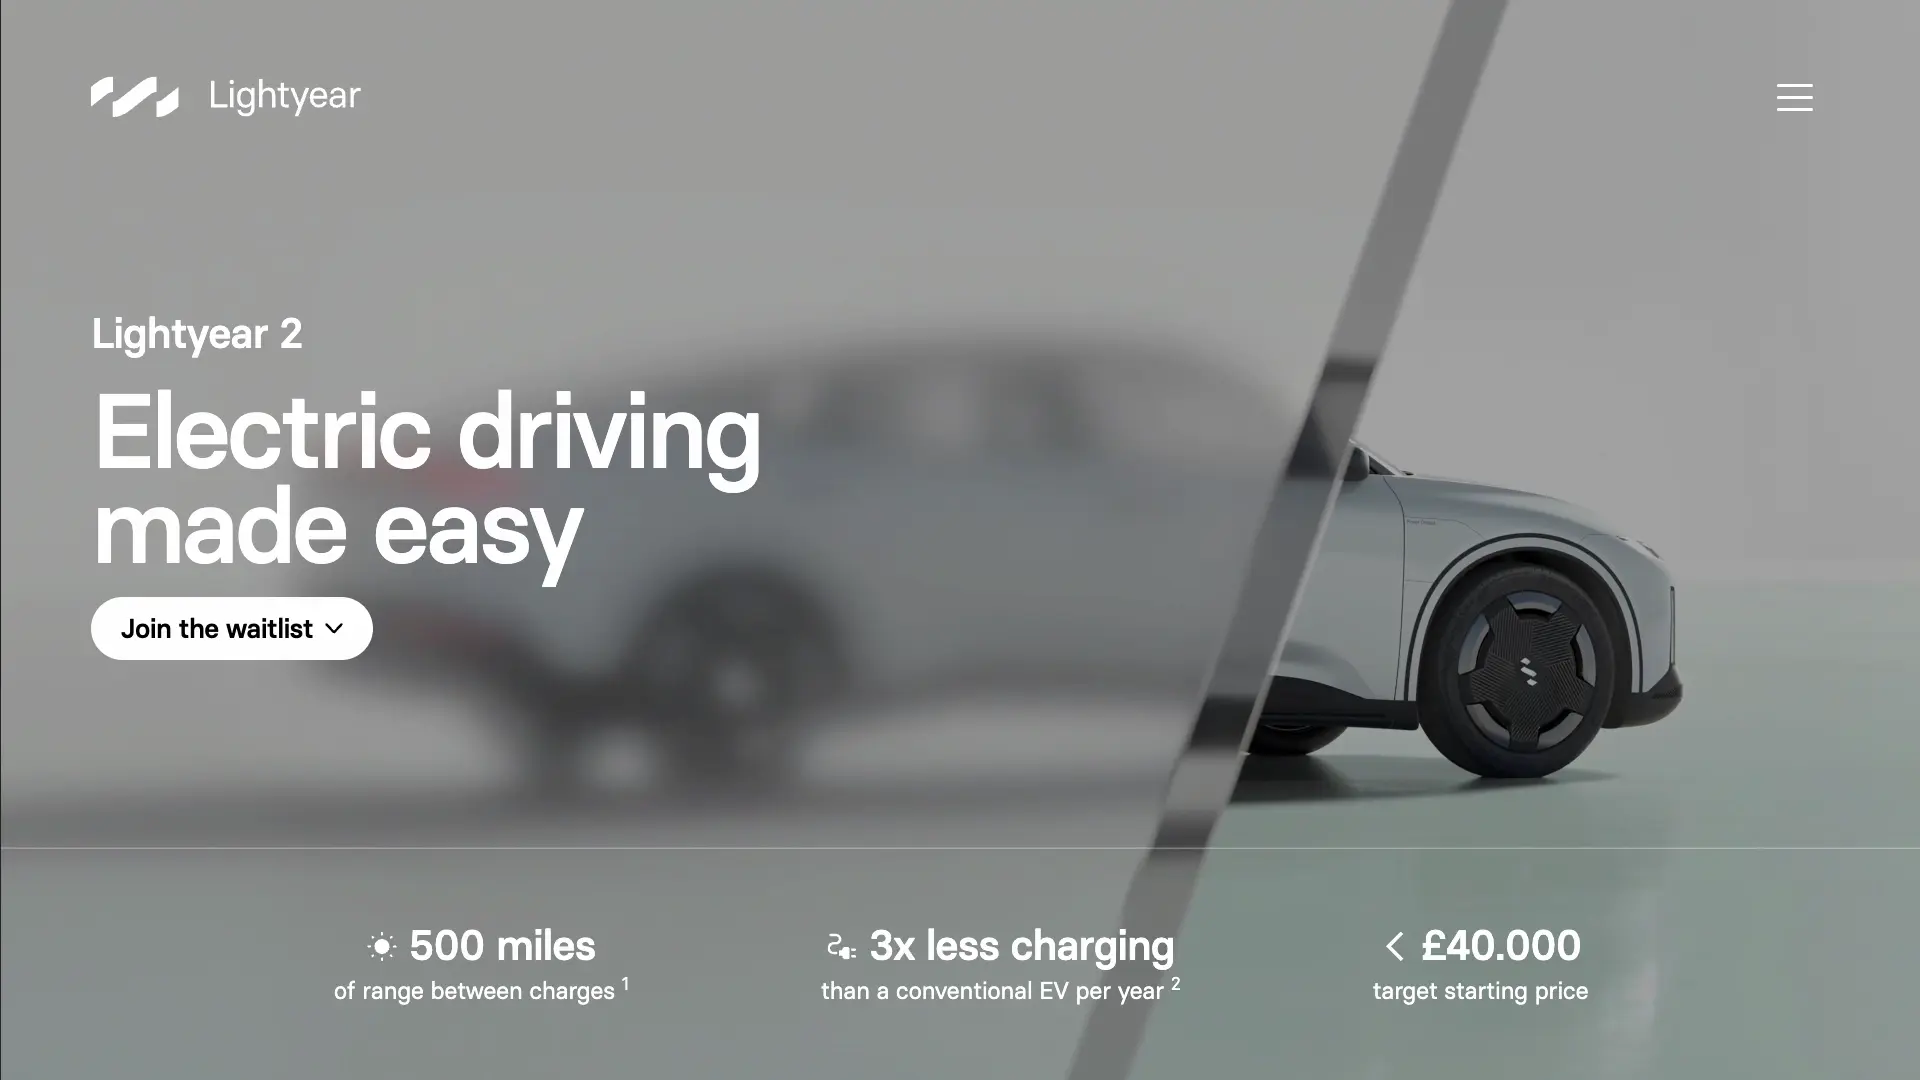 Lightyear
Lightyear 2
Electric driving
made easy
Join the waitlist
500 miles
of range between charges 1
3x less charging
than a conventional EV per year 2
< £40.000
target starting price